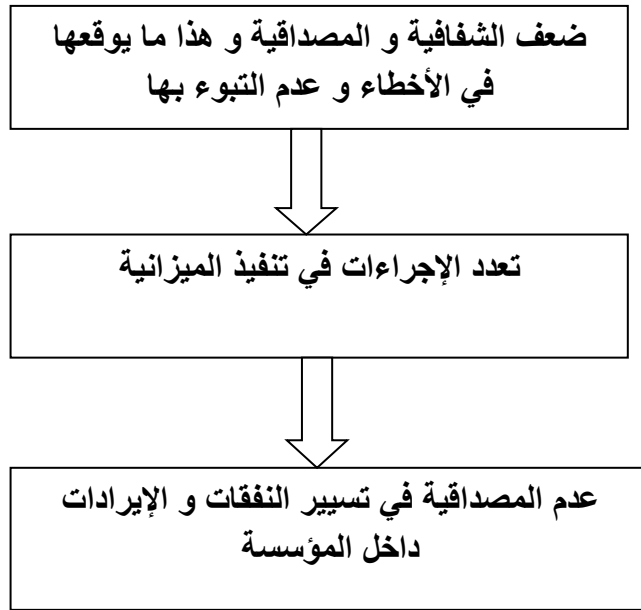 ضعف الشفافية و المصداقية و هذا ما يوقعها
في الأخطاء و عدم التبوء بها
تعدد الإجراءات في تنفيذ الميزانية
عدم المصداقية في تسيير النفقات و الإيرادات
داخل المؤسسة